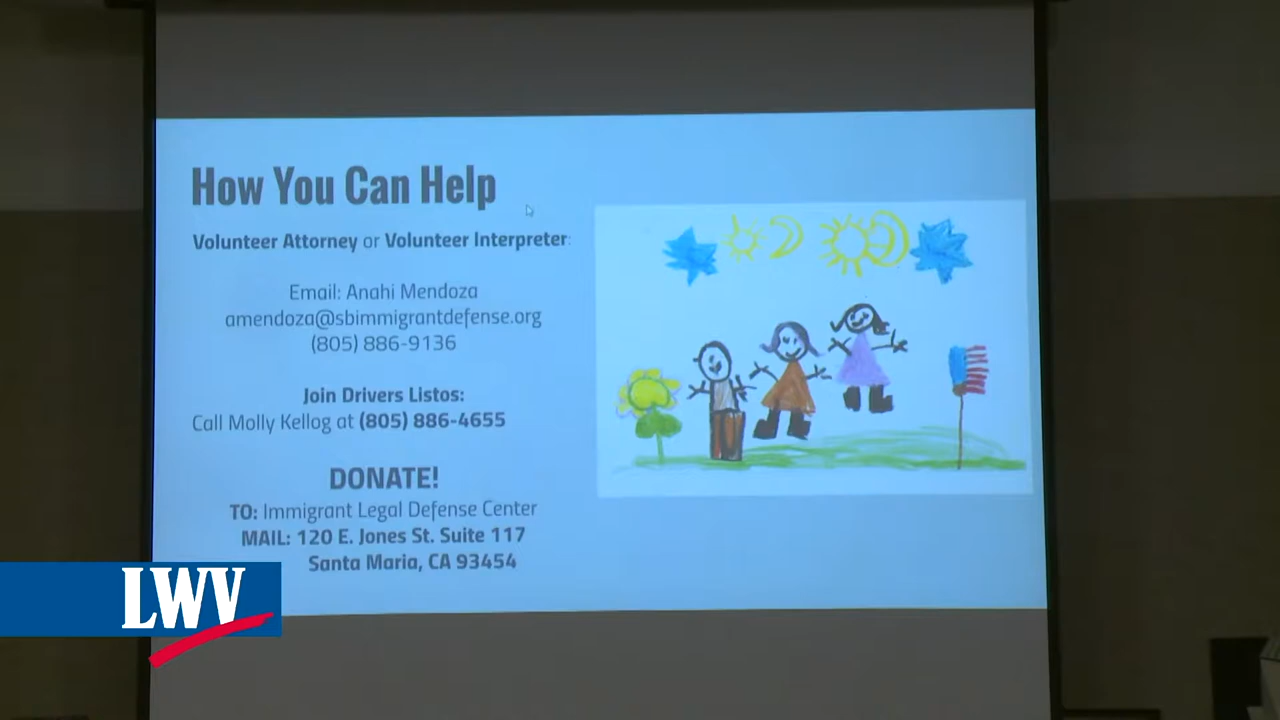 How You Can Help
Volunteer Attorney or Volunteer Interpreter:
Email: Anahi Mendoza
amendoza@sbimmigrantdefense.org
(805) 886-9136
Join Drivers Listos:
Call Molly Kellog at (805) 886-4655
DONATE!
TO: Immigrant Legal Defense Center
MAIL: 120 E. Jones St. Suite 117
Santa Maria, CA 93454
LWV